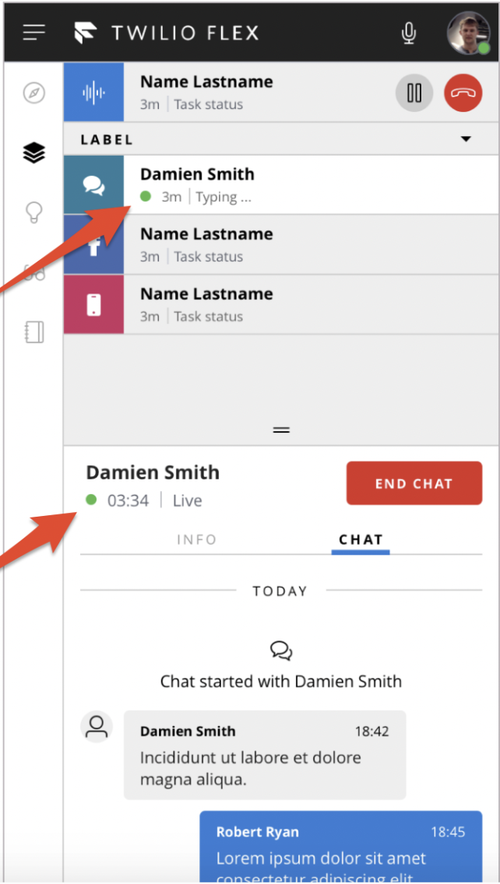 TWILIO FLEX
Name Lastname
3m | Task status
LABEL
Damien Smith
3m | Typing ...
Name Lastname
3m | Task status
Name Lastname
3m | Task status
Damien Smith
END CHAT
03:34 | Live
INFO
CHAT
TODAY
Chat started with Damien Smith
Damien Smith 18:42
Incididunt ut labore et dolore
magna aliqua.
Robert Ryan 18:45
Lorem ipsum dolor sit amet
consectetur adipiscing elit